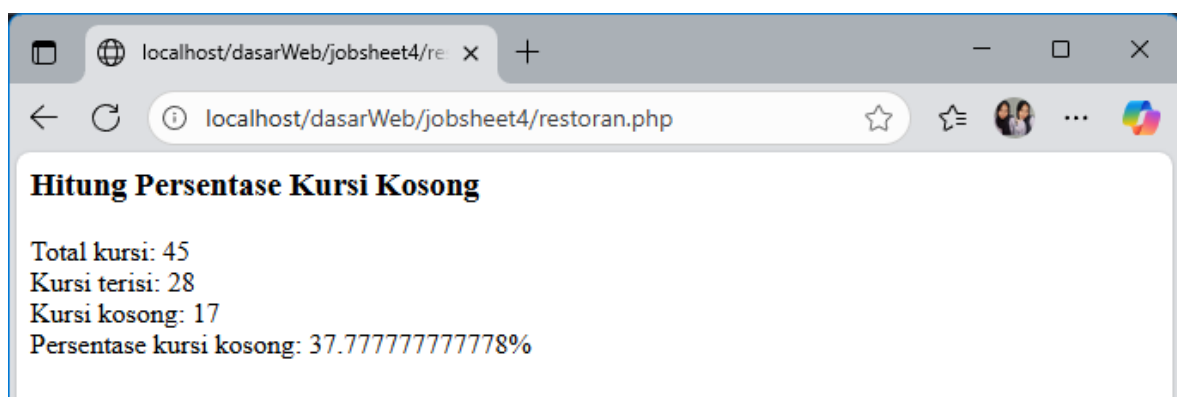 localhost/dasarWeb/jobsheet4/re
localhost/dasarWeb/jobsheet4/restoran.php
Hitung Persentase Kursi Kosong
Total kursi: 45
Kursi terisi: 28
Kursi kosong: 17
Persentase kursi kosong: 37.777777777778%